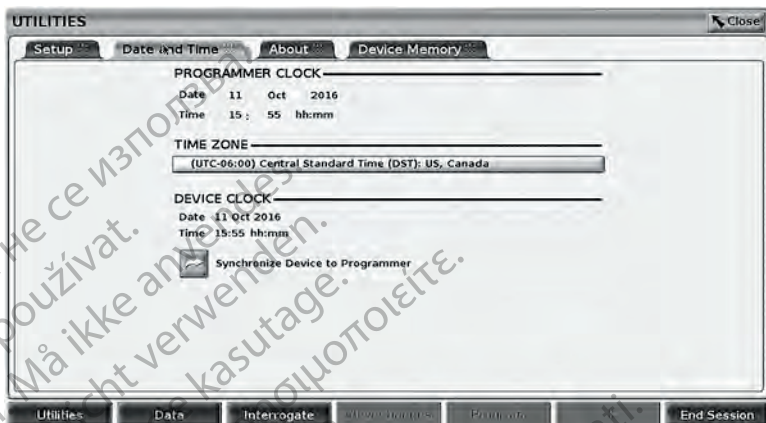 UTILITIES
Close
Setup
Date and Time
About
Device Memory
PROGRAMMER CLOCK
Date 11 Oct 2016
Time 15 : 55 hh:mm
TIME ZONE
(UTC-06:00) Central Standard Time (DST): US, Canada
DEVICE CLOCK
Date 11 Oct 2016
Time 15:55 hh:mm
Synchronize Device to Programmer
не се използва
používat.
Må ikke anvendes.
nicht verwenden.
kasutage.
Utilities
Data
Interrogate
End Session